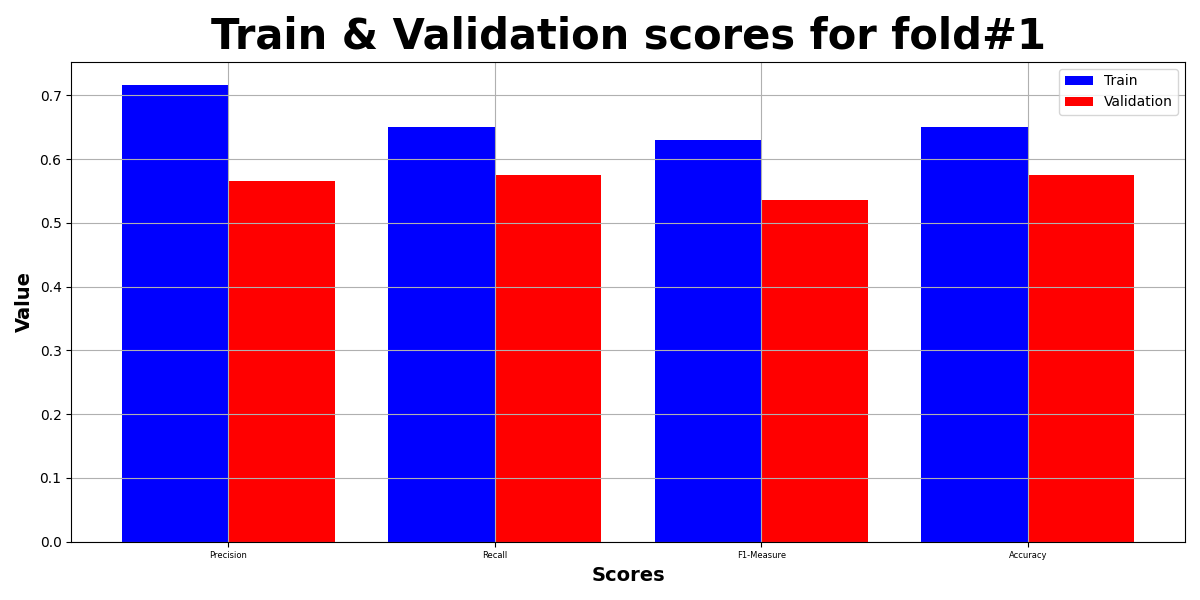 Train & Validation scores for fold#1
Train
Validation
Value
0.7
0.6
0.5
0.4
0.3
0.2
0.1
0.0
Precision Recall F1-Measure Accuracy
Scores